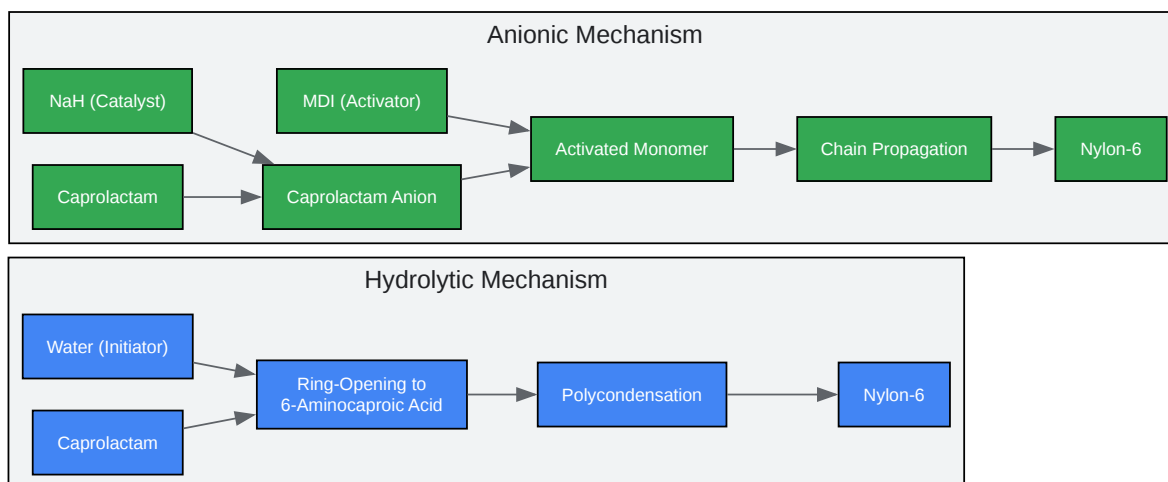 Anionic Mechanism
NaH (Catalyst)
MDI (Activator)
Caprolactam
Caprolactam Anion
Activated Monomer
Chain Propagation
Nylon-6
Hydrolytic Mechanism
Water (Initiator)
Caprolactam
Ring-Opening to
6-Aminocaproic Acid
Polycondensation
Nylon-6